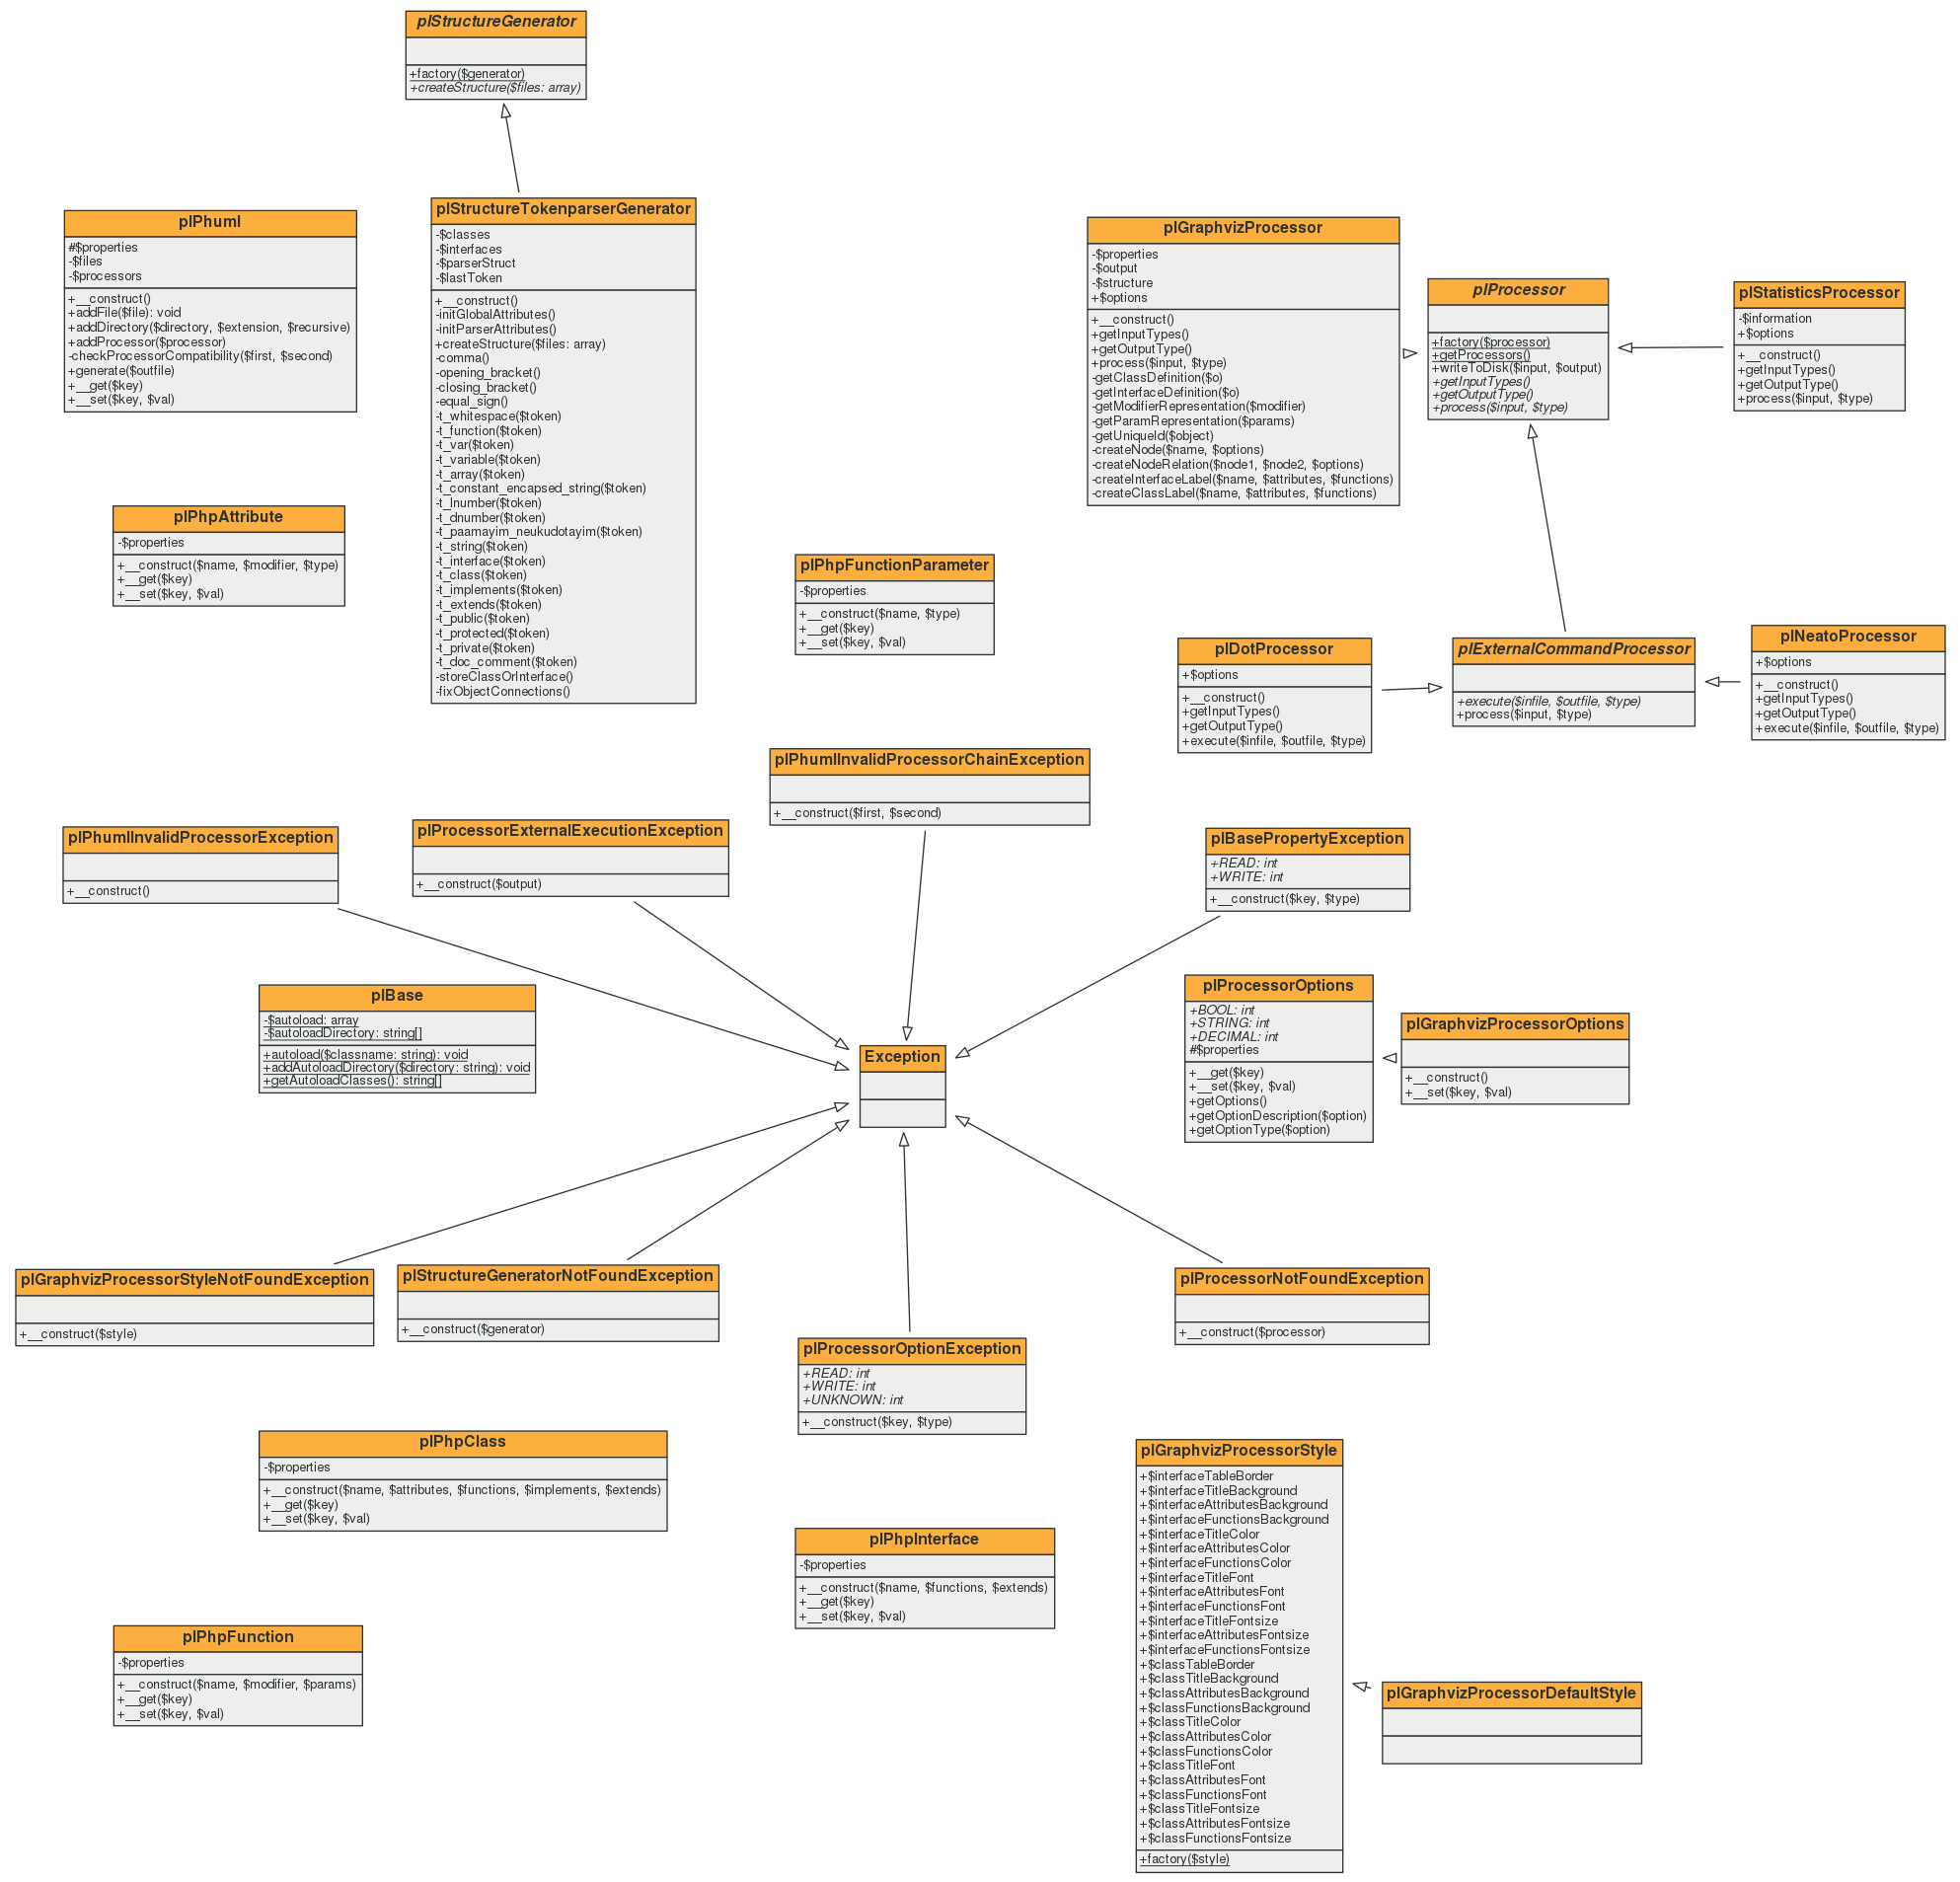 plStructureGenerator
+factory($generator)
+createStructure($files: array)
plPhuml
#$properties
-$files
-$processors
+__construct()
+addFile($file): void
+addDirectory($directory, $extension, $recursive)
+addProcessor($processor)
-checkProcessorCompatibility($first, $second)
+generate($outfile)
+__get($key)
+__set($key, $val)
plStructureTokenparserGenerator
-$classes
-$interfaces
-$parserStruct
-$lastToken
+__construct()
-initGlobalAttributes()
-initParserAttributes()
+createStructure($files: array)
-comma()
-opening_bracket()
-closing_bracket()
-equal_sign()
-t_whitespace($token)
-t_function($token)
-t_var($token)
-t_variable($token)
-t_array($token)
-t_constant_encapsed_string($token)
-t_lnumber($token)
-t_dnumber($token)
-t_paamayim_neukudotayim($token)
-t_string($token)
-t_interface($token)
-t_class($token)
-t_implements($token)
-t_extends($token)
-t_public($token)
-t_protected($token)
-t_private($token)
-t_doc_comment($token)
-storeClassOrInterface()
-fixObjectConnections()
plGraphvizProcessor
-$properties
-$output
-$structure
+$options
+__construct()
+getInputTypes()
+getOutputType()
+process($input, $type)
-getClassDefinition($o)
-getInterfaceDefinition($o)
-getModifierRepresentation($modifier)
-getParamRepresentation($params)
-getUniqueId($object)
-createNode($name, $options)
-createNodeRelation($node1, $node2, $options)
-createInterfaceLabel($name, $attributes, $functions)
-createClassLabel($name, $attributes, $functions)
plProcessor
+factory($processor)
+getProcessors()
+writeToDisk($input, $output)
+getInputTypes()
+getOutputType()
+process($input, $type)
plStatisticsProcessor
-$information
+$options
+__construct()
+getInputTypes()
+getOutputType()
+process($input, $type)
plPhpAttribute
-$properties
+__construct($name, $modifier, $type)
+__get($key)
+__set($key, $val)
plPhpFunctionParameter
-$properties
+__construct($name, $type)
+__get($key)
+__set($key, $val)
plDotProcessor
+$options
+__construct()
+getInputTypes()
+getOutputType()
+execute($infile, $outfile, $type)
plExternalCommandProcessor
+execute($infile, $outfile, $type)
+process($input, $type)
plNeatoProcessor
+$options
+__construct()
+getInputTypes()
+getOutputType()
+execute($infile, $outfile, $type)
plPhumlInvalidProcessorChainException
+__construct($first, $second)
plPhumlInvalidProcessorException
+__construct()
plProcessorExternalExecutionException
+__construct($output)
plBasePropertyException
+READ: int
+WRITE: int
+__construct($key, $type)
plBase
-$autoload: array
-$autoloadDirectory: string[]
+autoload($classname: string): void
+addAutoloadDirectory($directory: string): void
+getAutoloadClasses(): string[]
Exception
plProcessorOptions
+BOOL: int
+STRING: int
+DECIMAL: int
#$properties
+__get($key)
+__set($key, $val)
+getOptions()
+getOptionDescription($option)
+getOptionType($option)
plGraphvizProcessorOptions
+__construct()
+__set($key, $val)
plGraphvizProcessorStyleNotFoundException
+__construct($style)
plStructureGeneratorNotFoundException
+__construct($generator)
plProcessorOptionException
+READ: int
+WRITE: int
+UNKNOWN: int
+__construct($key, $type)
plProcessorNotFoundException
+__construct($processor)
plPhpClass
-$properties
+__construct($name, $attributes, $functions, $implements, $extends)
+__get($key)
+__set($key, $val)
plPhpInterface
-$properties
+__construct($name, $functions, $extends)
+__get($key)
+__set($key, $val)
plPhpFunction
-$properties
+__construct($name, $modifier, $params)
+__get($key)
+__set($key, $val)
plGraphvizProcessorStyle
+$interfaceTableBorder
+$interfaceTitleBackground
+$interfaceAttributesBackground
+$interfaceFunctionsBackground
+$interfaceTitleColor
+$interfaceAttributesColor
+$interfaceFunctionsColor
+$interfaceTitleFont
+$interfaceAttributesFont
+$interfaceFunctionsFont
+$interfaceTitleFontsize
+$interfaceAttributesFontsize
+$interfaceFunctionsFontsize
+$classTableBorder
+$classTitleBackground
+$classAttributesBackground
+$classFunctionsBackground
+$classTitleColor
+$classAttributesColor
+$classFunctionsColor
+$classTitleFont
+$classAttributesFont
+$classFunctionsFont
+$classTitleFontsize
+$classAttributesFontsize
+$classFunctionsFontsize
+factory($style)
plGraphvizProcessorDefaultStyle